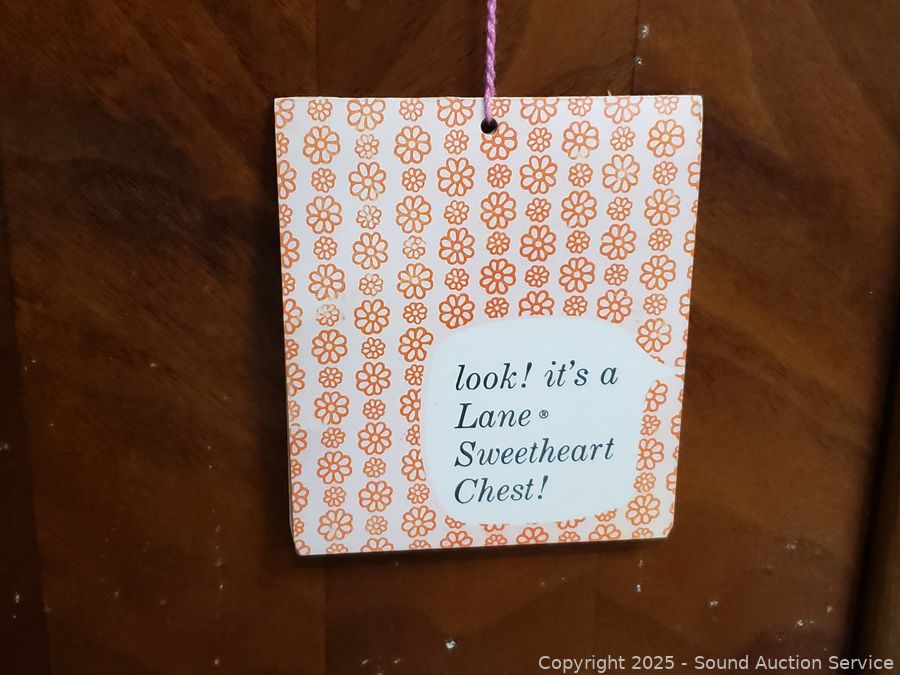 look! it's a
Lane®
Sweetheart
Chest!
Copyright 2025 - Sound Auction Service